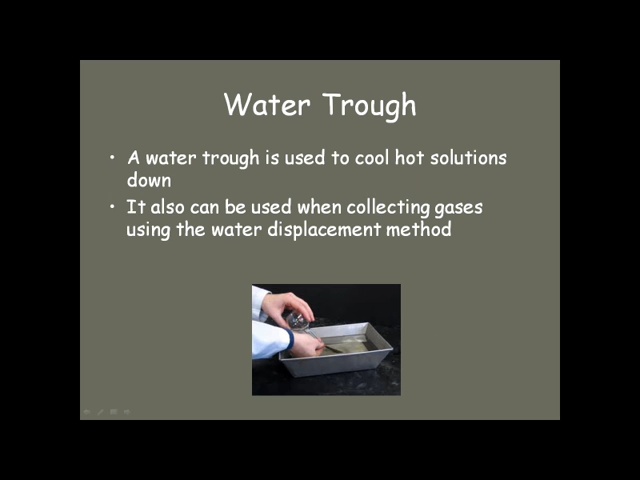 Water Trough
• A water trough is used to cool hot solutions
down
• It also can be used when collecting gases
using the water displacement method